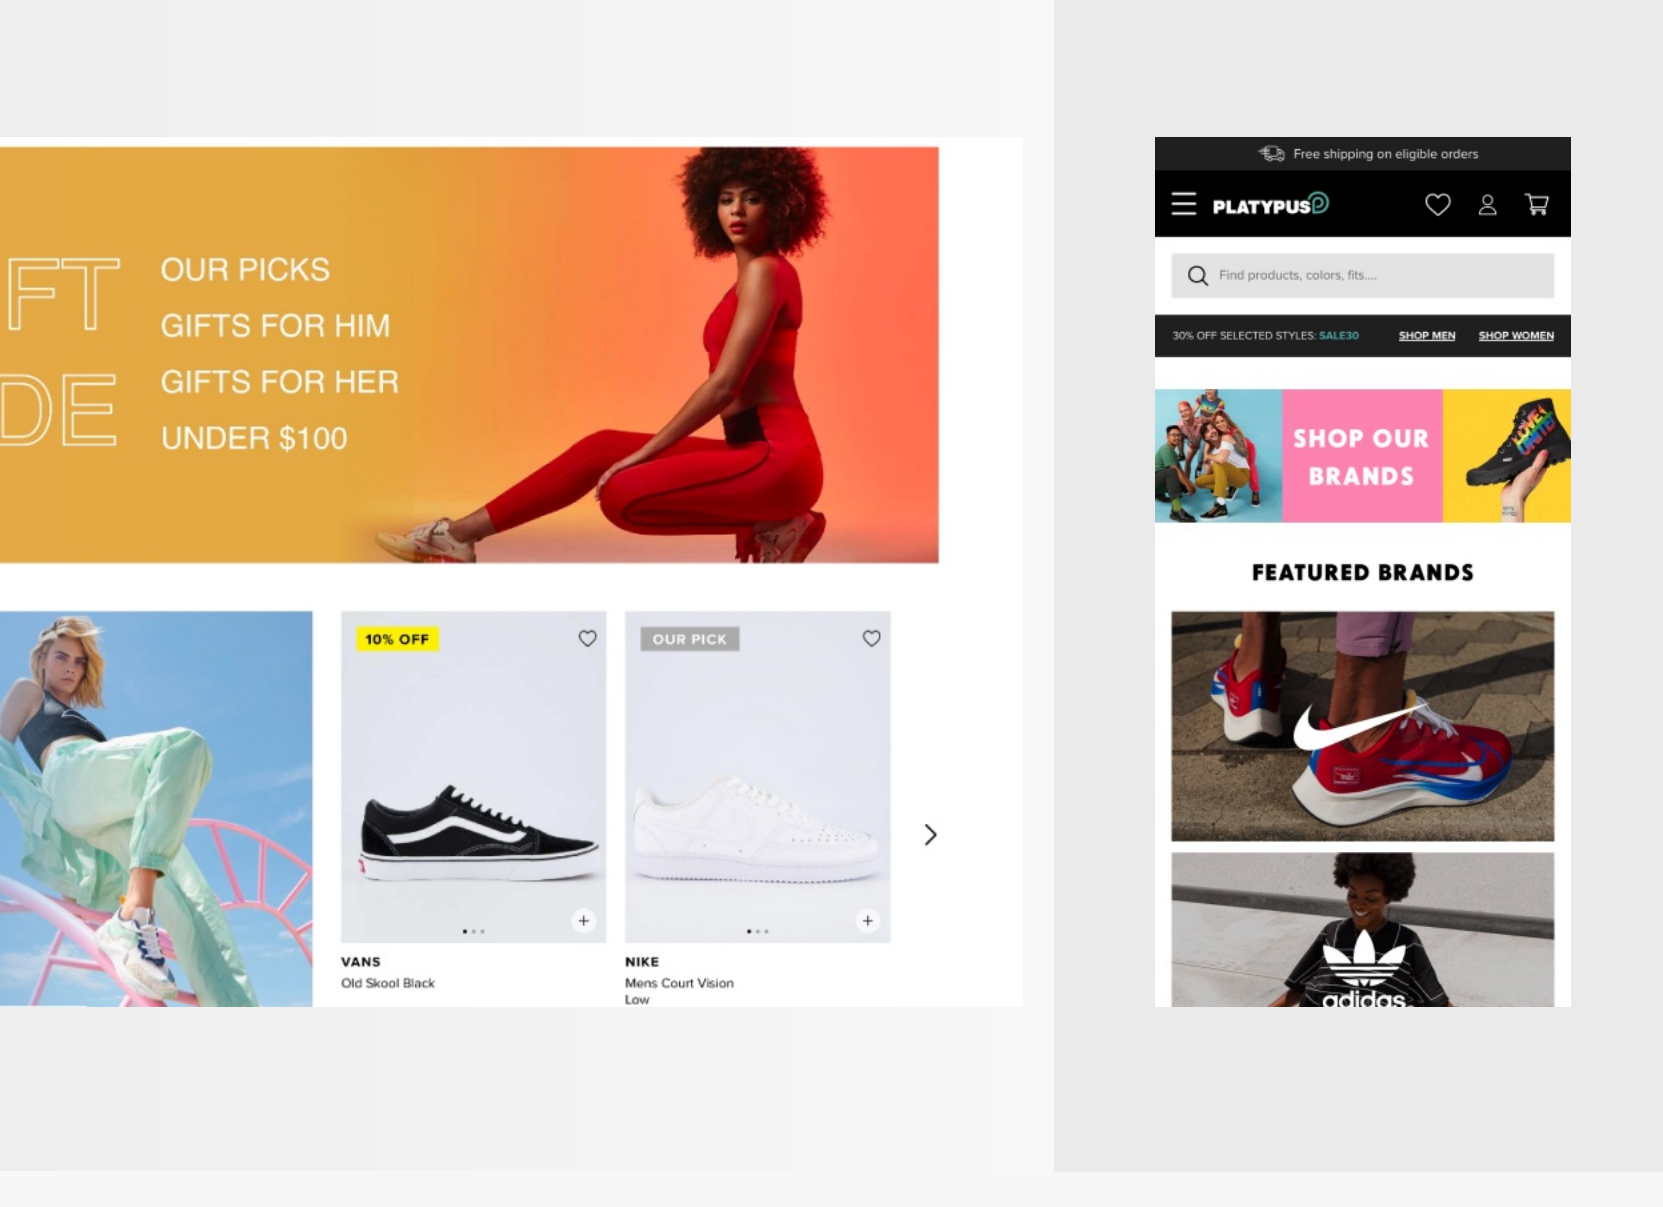 FT
DE
OUR PICKS
GIFTS FOR HIM
GIFTS FOR HER
UNDER $100
10% OFF
OUR PICK
VANS
Old Skool Black
NIKE
Mens Court Vision
Low
Free shipping on eligible orders
PLATYPUS
Find products, colors, fits....
30% OFF SELECTED STYLES: SALE30 SHOP MEN SHOP WOMEN
SHOP OUR
BRANDS
LOVE
UNITED
FEATURED BRANDS
adidas